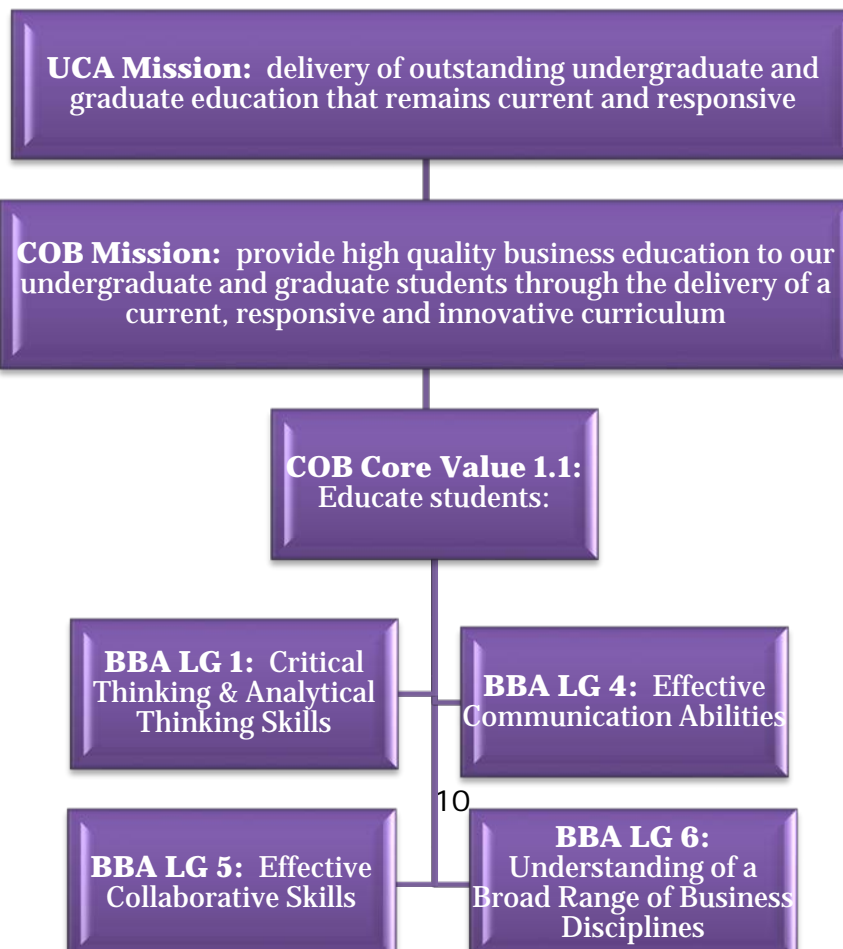 UCA Mission: delivery of outstanding undergraduate and
graduate education that remains current and responsive
COB Mission: provide high quality business education to our
undergraduate and graduate students through the delivery of a
current, responsive and innovative curriculum
COB Core Value 1.1:
Educate students:
BBA LG 1: Critical
Thinking & Analytical
Thinking Skills
BBA LG 4: Effective
Communication Abilities
10
BBA LG 5: Effective
Collaborative Skills
BBA LG 6:
Understanding of a
Broad Range of Business
Disciplines